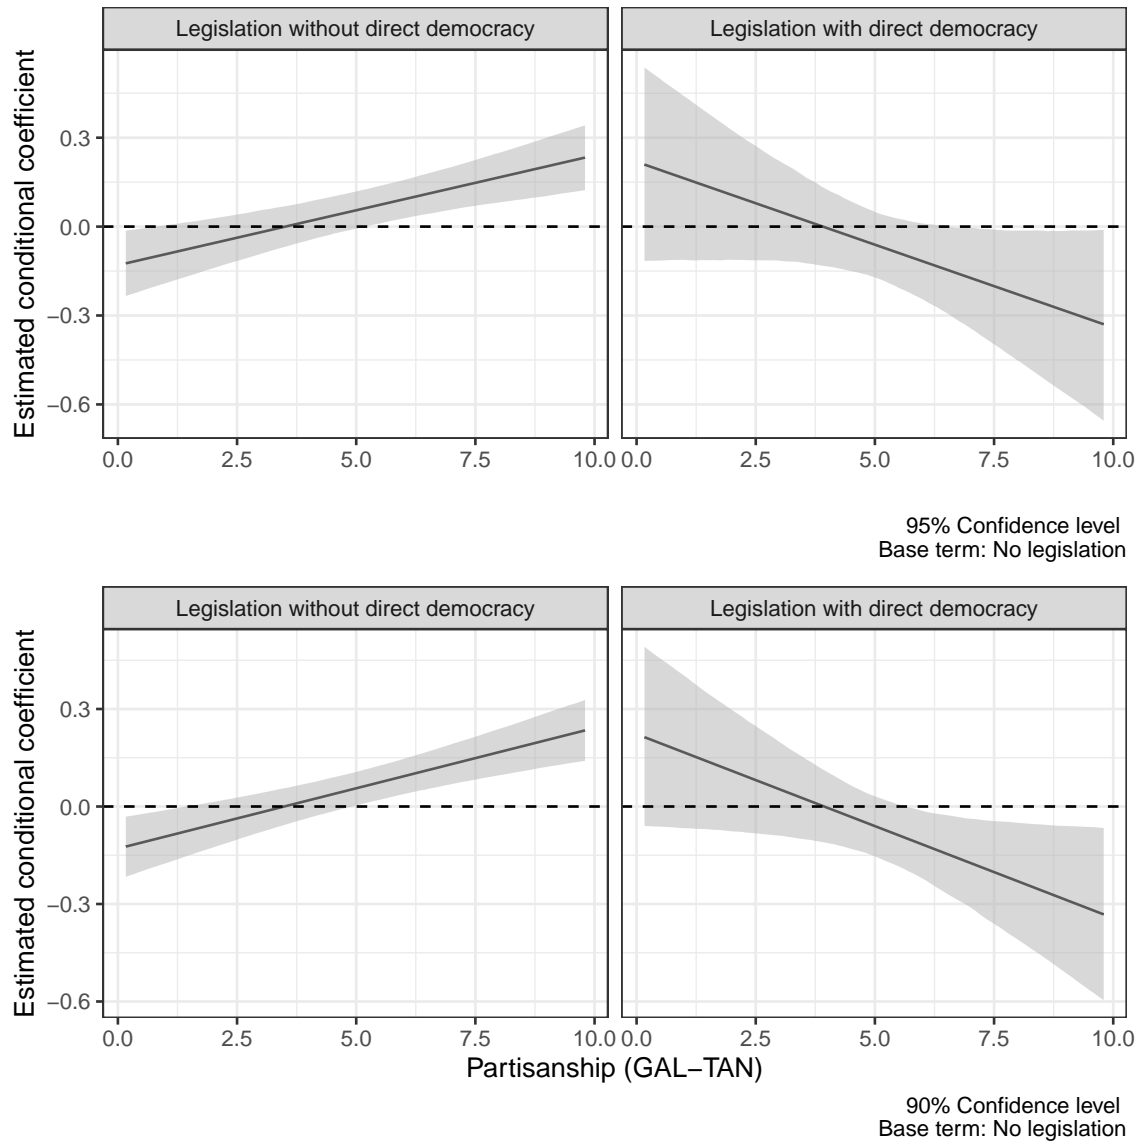 Legislation without direct democracy
Legislation with direct democracy
Estimated conditional coefficient
0.3
0.0
−0.3
−0.6
0.0 2.5 5.0 7.5 10.0
0.0 2.5 5.0 7.5 10.0
95% Confidence level
Base term: No legislation
Legislation without direct democracy
Legislation with direct democracy
Estimated conditional coefficient
0.3
0.0
−0.3
−0.6
0.0 2.5 5.0 7.5 10.0
0.0 2.5 5.0 7.5 10.0
Partisanship (GAL−TAN)
90% Confidence level
Base term: No legislation